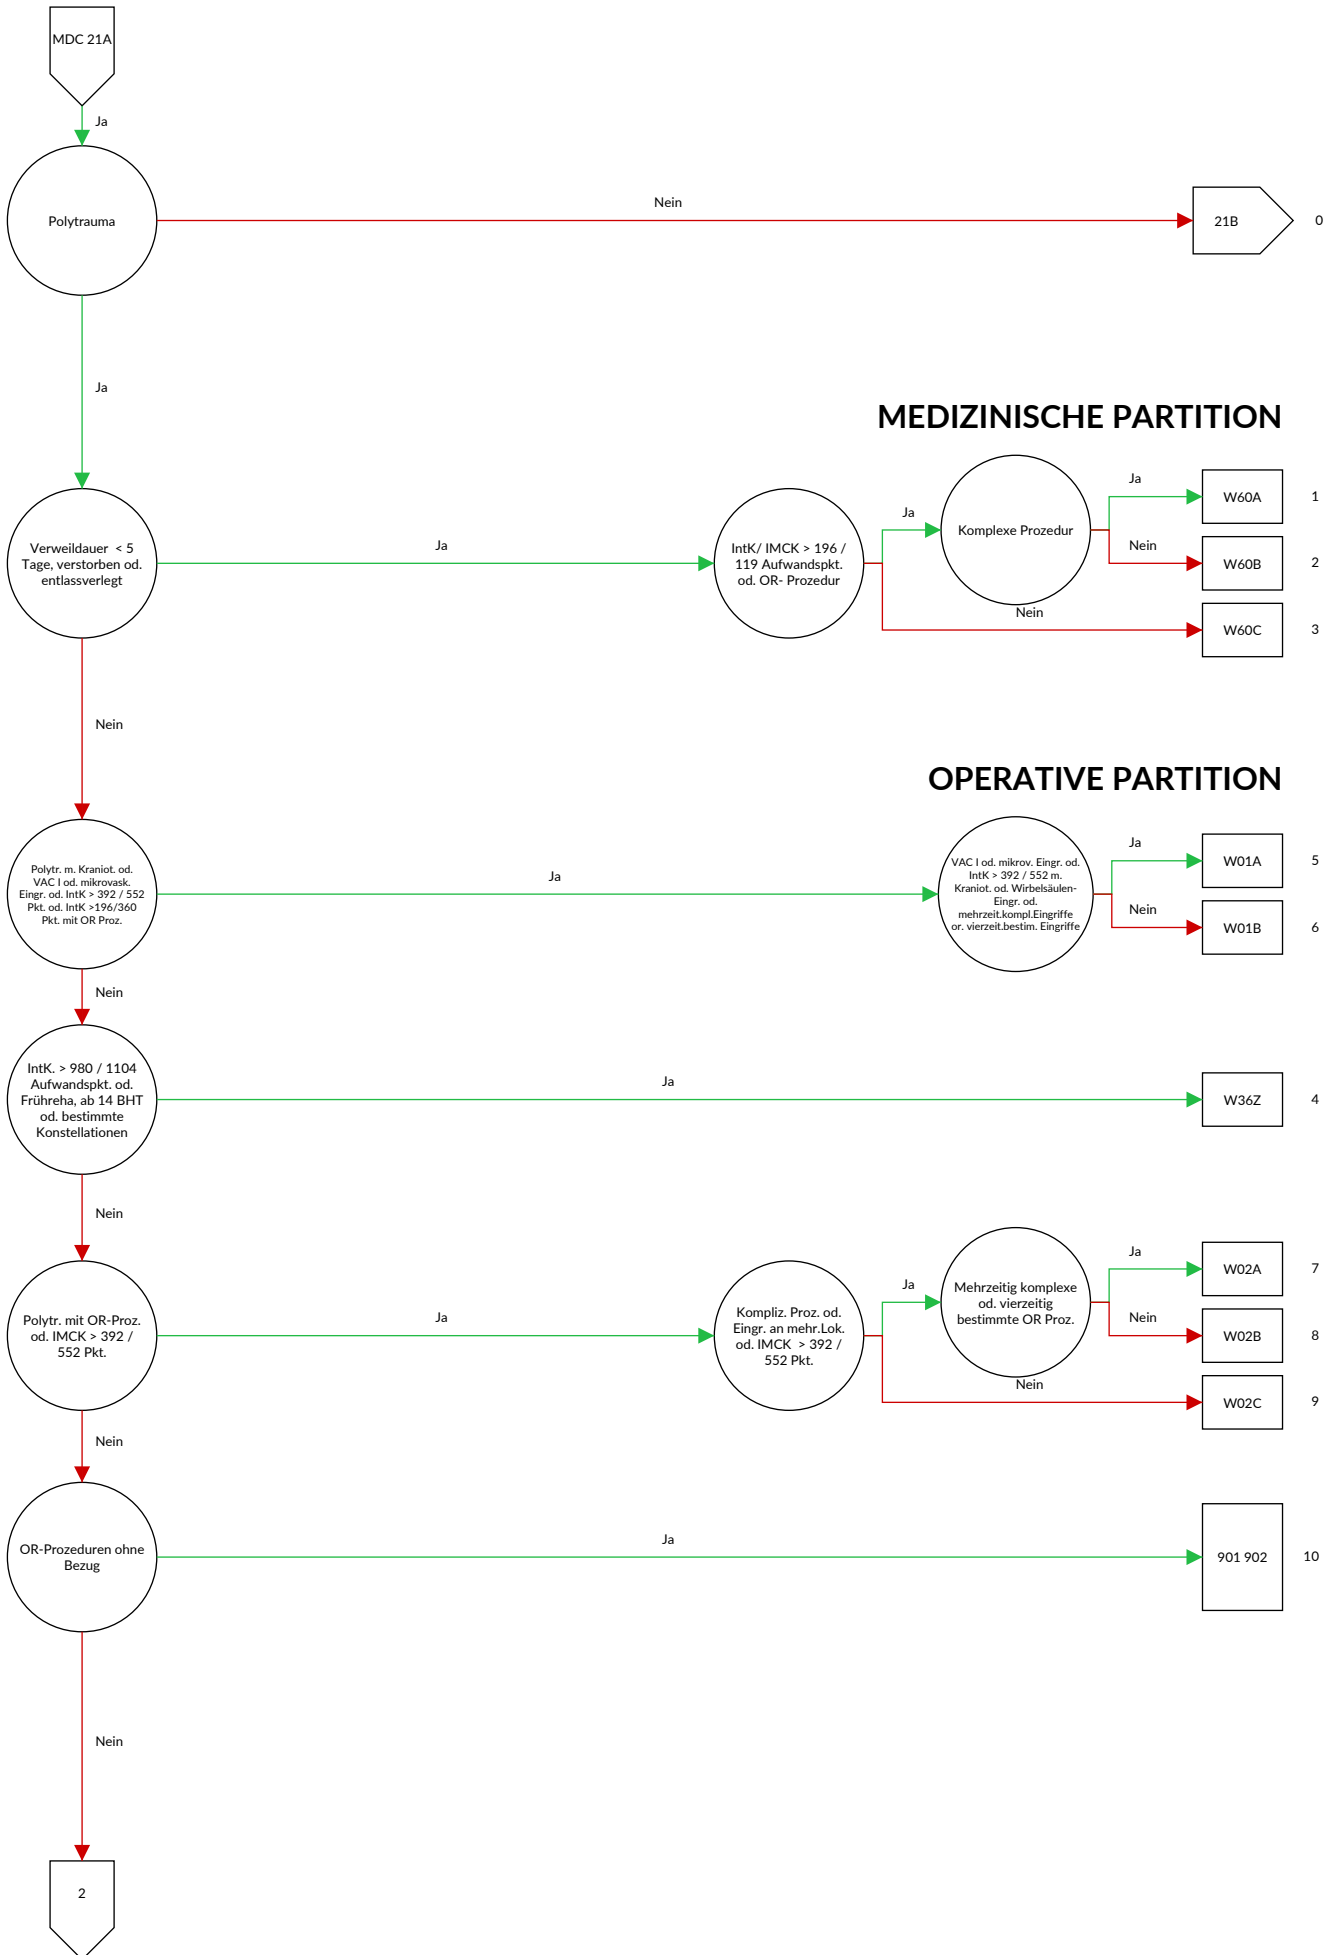 MDC 21A
Ja
Polytrauma
Nein
21B
0
Ja
MEDIZINISCHE PARTITION
Verweildauer < 5
Tage, verstorben od.
entlassverlegt
Ja
IntK/ IMCK > 196 /
119 Aufwandspkt.
od. OR- Prozedur
Ja
Komplexe Prozedur
Ja
W60A
1
Nein
W60B
2
Nein
W60C
3
Nein
OPERATIVE PARTITION
Polytr. m. Kraniot. od.
VAC I od. mikrovask.
Eingr. od. IntK > 392 / 552
Pkt. od. IntK >196/360
Pkt. mit OR Proz.
Ja
VAC I od. mikrov. Eingr. od.
IntK > 392 / 552 m.
Kraniot. od. Wirbelsäulen-
Eingr. od.
mehrzeit.kompl.Eingriffe
or. vierzeit.bestim. Eingriffe
Ja
W01A
5
Nein
W01B
6
Nein
IntK. > 980 / 1104
Aufwandspkt. od.
Frühreha, ab 14 BHT
od. bestimmte
Konstellationen
Ja
W36Z
4
Nein
Polytr. mit OR-Proz.
od. IMCK > 392 /
552 Pkt.
Ja
Kompliz. Proz. od.
Eingr. an mehr.Lok.
od. IMCK > 392 /
552 Pkt.
Ja
Mehrzeitig komplexe
od. vierzeitig
bestimmte OR Proz.
Ja
W02A
7
Nein
W02B
8
Nein
W02C
9
Nein
OR-Prozeduren ohne
Bezug
Ja
901 902
10
Nein
2